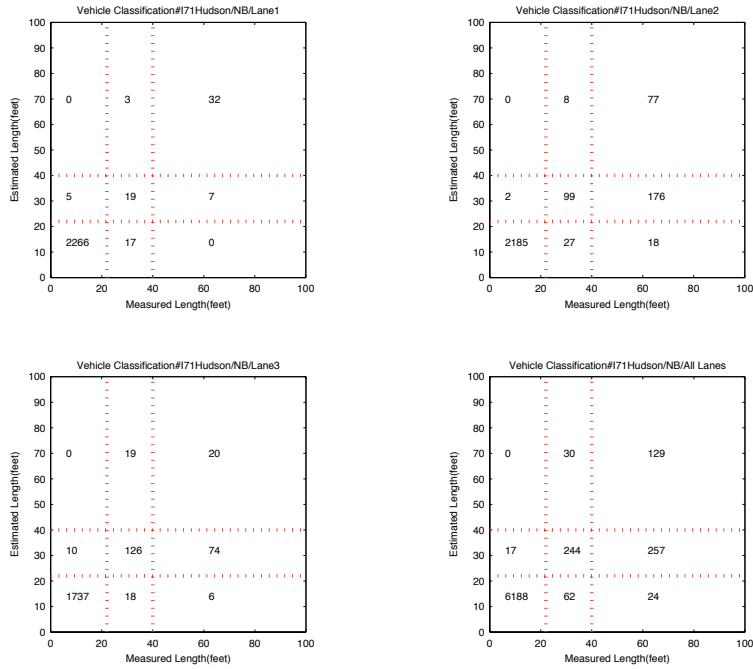 Vehicle Classification#I71Hudson/NB/Lane1
100
90
80
70
60
50
40
30
20
10
0
Estimated Length(feet)
0 3 32
5 19 7
2266 17 0
0 20 40 60 80 100
Measured Length(feet)
Vehicle Classification#I71Hudson/NB/Lane2
100
90
80
70
60
50
40
30
20
10
0
Estimated Length(feet)
0 8 77
2 99 176
2185 27 18
0 20 40 60 80 100
Measured Length(feet)
Vehicle Classification#I71Hudson/NB/Lane3
100
90
80
70
60
50
40
30
20
10
0
Estimated Length(feet)
0 19 20
10 126 74
1737 18 6
0 20 40 60 80 100
Measured Length(feet)
Vehicle Classification#I71Hudson/NB/All Lanes
100
90
80
70
60
50
40
30
20
10
0
Estimated Length(feet)
0 30 129
17 244 257
6188 62 24
0 20 40 60 80 100
Measured Length(feet)